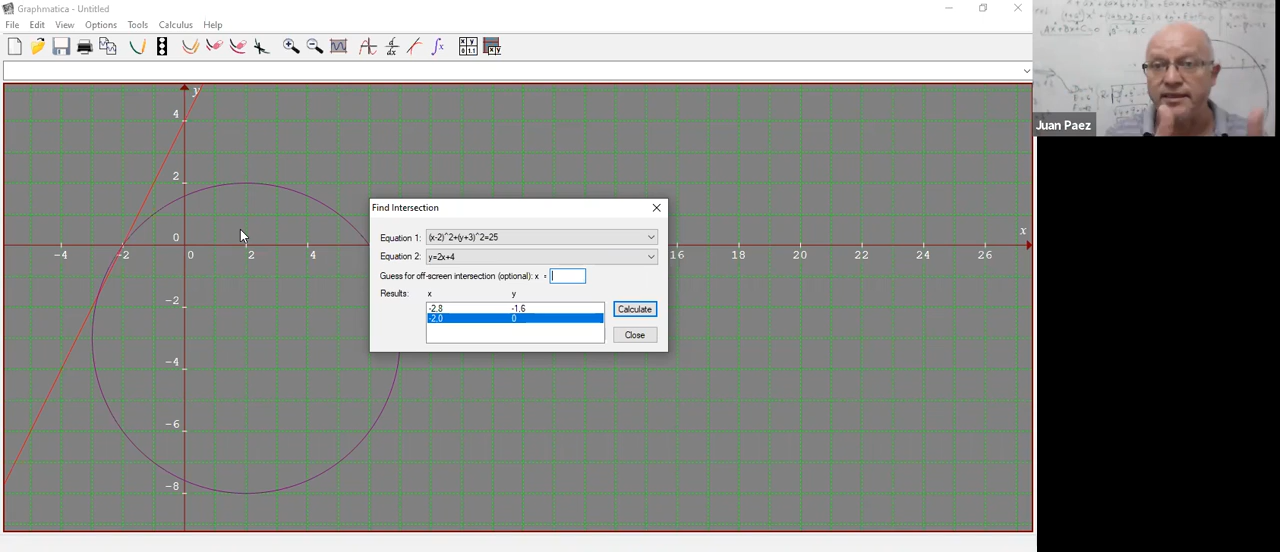 Graphmatica - Untitled
File Edit View Options Tools Calculus Help
y
x
4
2
0
-2
-4
-6
-8
-4 -2 0 2 4 16 18 20 22 24 26
Find Intersection
Equation 1: (x-2)^2+(y+3)^2=25
Equation 2: y=2x+4
Guess for off-screen intersection (optional): x =
Results: x y
-2.8 -1.6
-2.0 0
Calculate
Close
Juan Paez